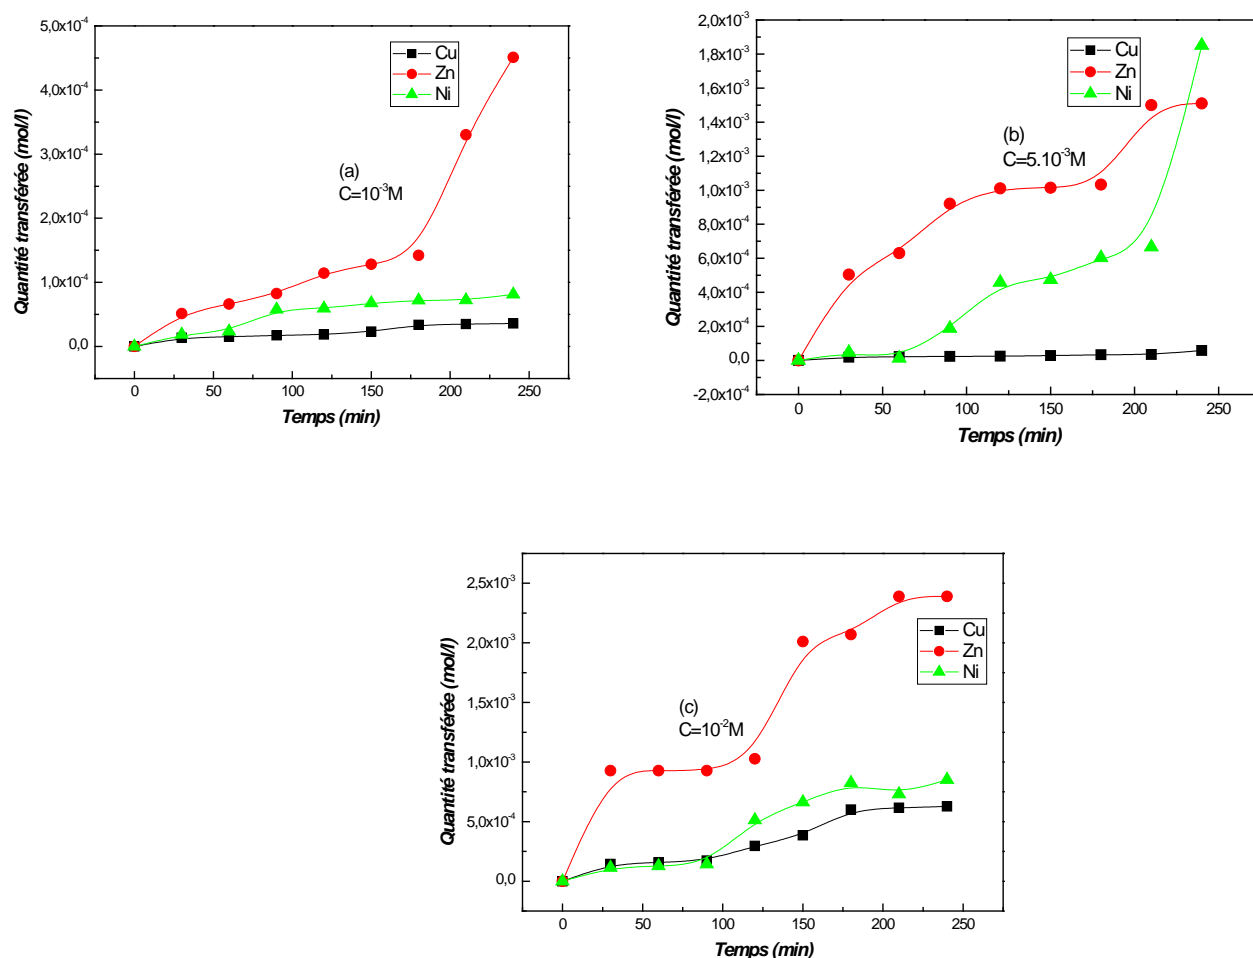 5,0x10⁻⁴
4,0x10⁻⁴
3,0x10⁻⁴
2,0x10⁻⁴
1,0x10⁻⁴
0,0
Quantité transférée (mol/l)
Cu
Zn
Ni
(a)
C=10⁻³M
0 50 100 150 200 250
Temps (min)
2,0x10⁻³
1,8x10⁻³
1,6x10⁻³
1,4x10⁻³
1,2x10⁻³
1,0x10⁻³
8,0x10⁻⁴
6,0x10⁻⁴
4,0x10⁻⁴
2,0x10⁻⁴
0,0
-2,0x10⁻⁴
Quantité transférée (mol/l)
Cu
Zn
Ni
(b)
C=5.10⁻³M
0 50 100 150 200 250
Temps (min)
2,5x10⁻³
2,0x10⁻³
1,5x10⁻³
1,0x10⁻³
5,0x10⁻⁴
0,0
Quantité transférée (mol/l)
Cu
Zn
Ni
(c)
C=10⁻²M
0 50 100 150 200 250
Temps (min)